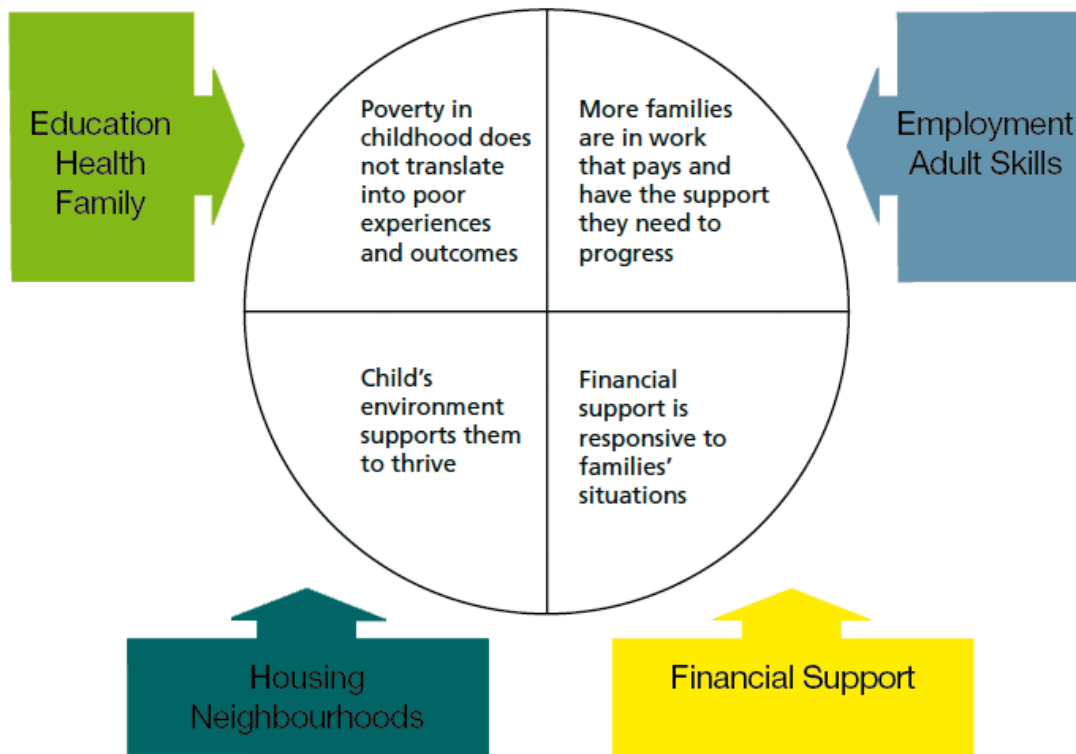 Education
Health
Family
Poverty in
childhood does
not translate
into poor
experiences
and outcomes
More families
are in work
that pays and
have the support
they need to
progress
Employment
Adult Skills
Child’s
environment
supports them
to thrive
Financial
support is
responsive to
families’
situations
Housing
Neighbourhoods
Financial Support